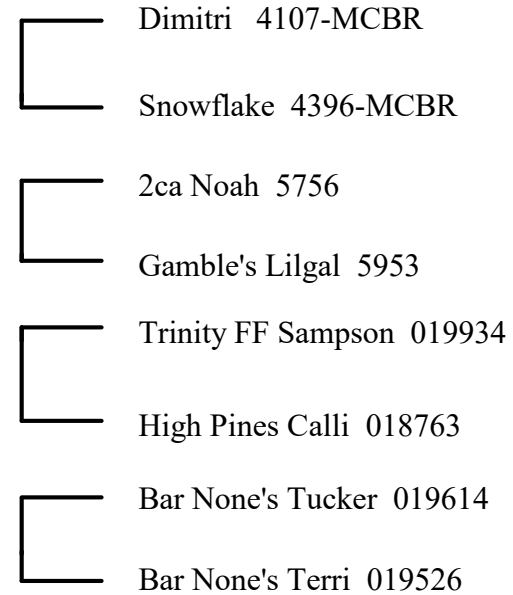 Dimitri 4107-MCBR
Snowflake 4396-MCBR
2ca Noah 5756
Gamble's Lilgal 5953
Trinity FF Sampson 019934
High Pines Calli 018763
Bar None's Tucker 019614
Bar None's Terri 019526